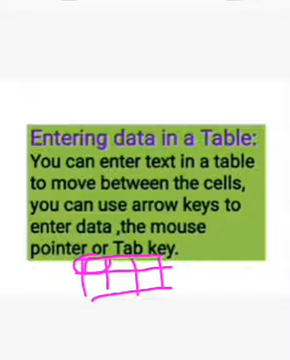 Entering data in a Table:
You can enter text in a table
to move between the cells,
you can use arrow keys to
enter data ,the mouse
pointer or Tab key.